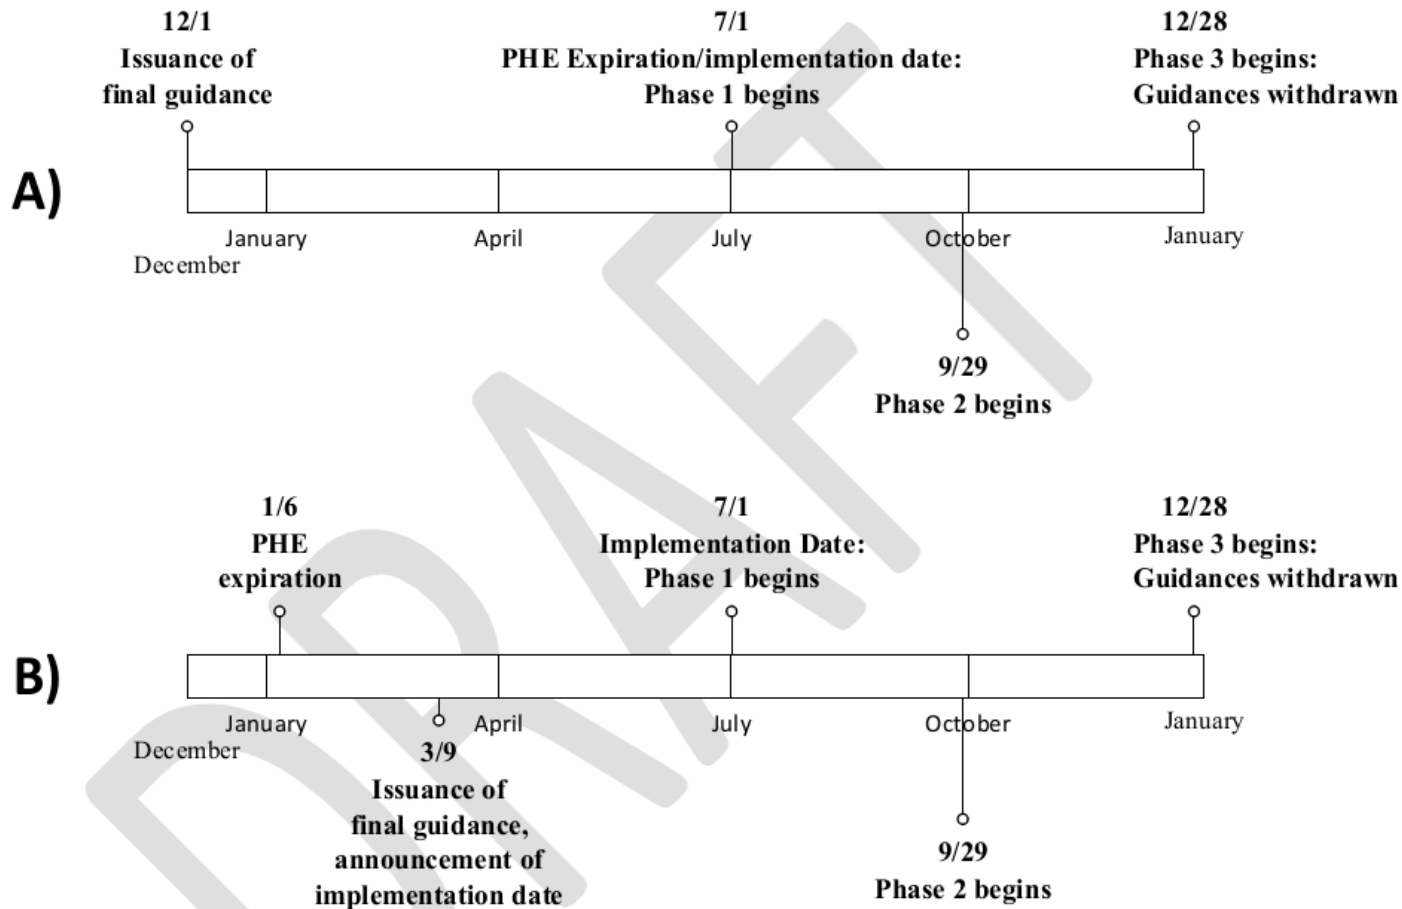 12/1
Issuance of
final guidance
7/1
PHE Expiration/implementation date:
Phase 1 begins
12/28
Phase 3 begins:
Guidances withdrawn
A)
January
April
July
October
January
December
9/29
Phase 2 begins
1/6
PHE
expiration
7/1
Implementation Date:
Phase 1 begins
12/28
Phase 3 begins:
Guidances withdrawn
B)
January
April
July
October
January
December
3/9
Issuance of
final guidance,
announcement of
implementation date
9/29
Phase 2 begins
DRAFT